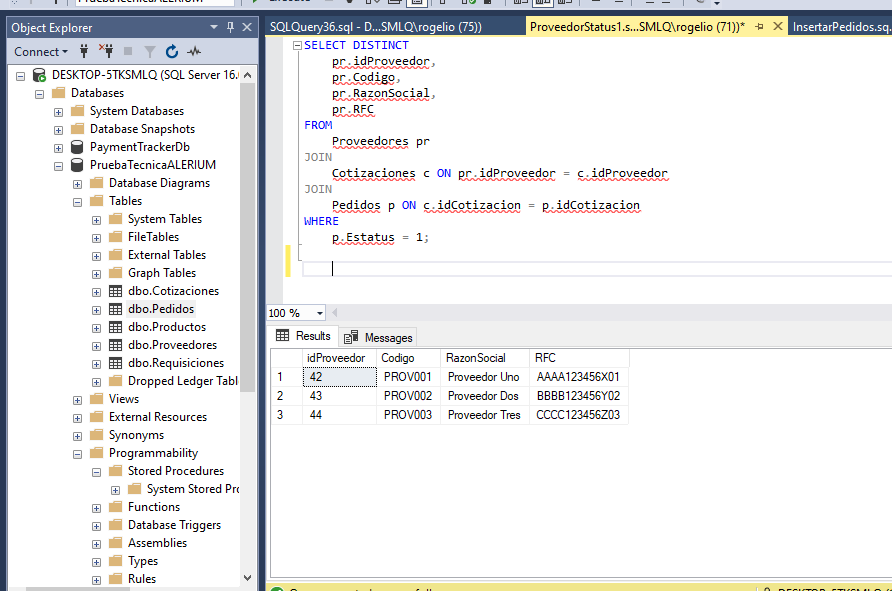 PruebaTecnicaALERIUM
Execute
Object Explorer
Connect
DESKTOP-5TKSMLQ (SQL Server 16.
Databases
System Databases
Database Snapshots
PaymentTrackerDb
PruebaTecnicaALERIUM
Database Diagrams
Tables
System Tables
FileTables
External Tables
Graph Tables
dbo.Cotizaciones
dbo.Pedidos
dbo.Productos
dbo.Proveedores
dbo.Requisiciones
Dropped Ledger Tabl
Views
External Resources
Synonyms
Programmability
Stored Procedures
System Stored Pro
Functions
Database Triggers
Assemblies
Types
Rules
SQLQuery36.sql - D...SMLQ\rogelio (75))
ProveedorStatus1.s...SMLQ\rogelio (71))*
InsertarPedidos.sq
SELECT DISTINCT
pr.idProveedor,
pr.Codigo,
pr.RazonSocial,
pr.RFC
FROM
Proveedores pr
JOIN
Cotizaciones c ON pr.idProveedor = c.idProveedor
JOIN
Pedidos p ON c.idCotizacion = p.idCotizacion
WHERE
p.Estatus = 1;
100 %
Results Messages
idProveedor Codigo RazonSocial RFC
1 42 PROV001 Proveedor Uno AAAA123456X01
2 43 PROV002 Proveedor Dos BBBB123456Y02
3 44 PROV003 Proveedor Tres CCCC123456Z03